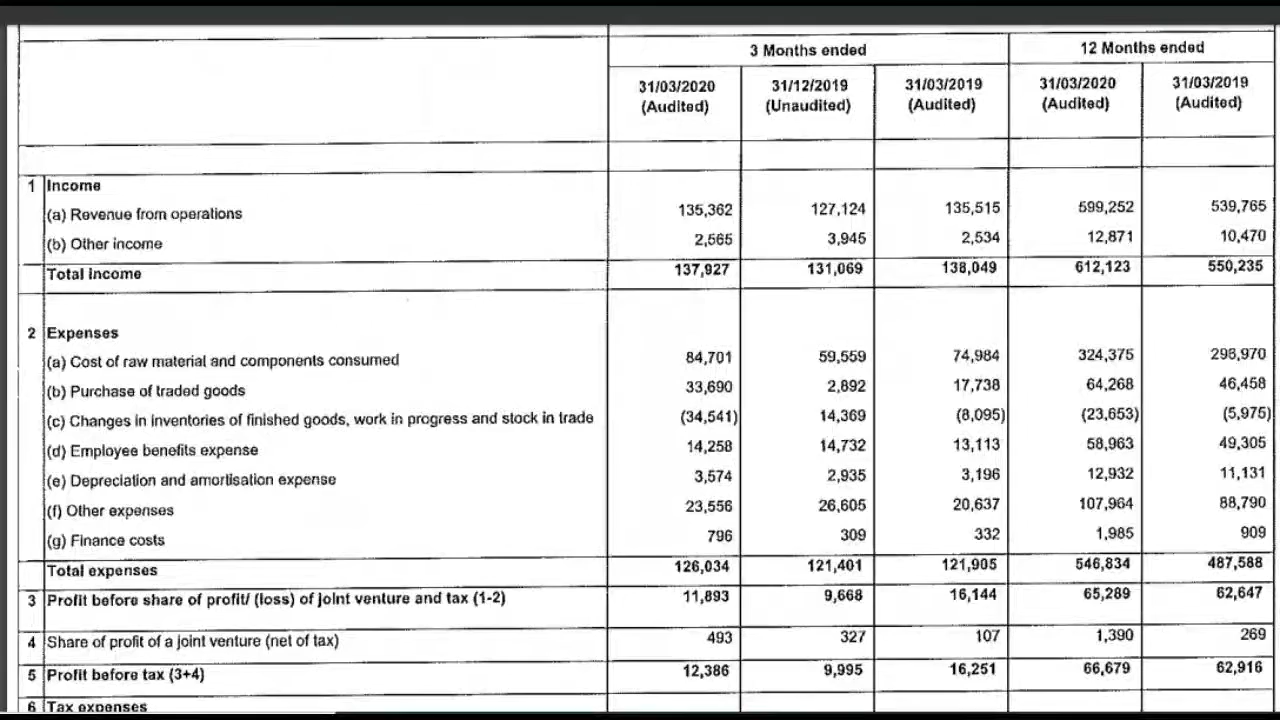 3 Months ended 12 Months ended
31/03/2020 31/12/2019 31/03/2019 31/03/2020 31/03/2019
(Audited) (Unaudited) (Audited) (Audited) (Audited)
1 Income
(a) Revenue from operations 135,362 127,124 135,515 599,252 539,765
(b) Other income 2,565 3,945 2,534 12,871 10,470
Total income 137,927 131,069 138,049 612,123 550,235
2 Expenses
(a) Cost of raw material and components consumed 84,701 59,559 74,984 324,375 296,970
(b) Purchase of traded goods 33,690 2,892 17,738 64,268 46,458
(c) Changes in inventories of finished goods, work in progress and stock in trade (34,541) 14,369 (8,095) (23,653) (5,975)
(d) Employee benefits expense 14,258 14,732 13,113 58,963 49,305
(e) Depreciation and amortisation expense 3,574 2,935 3,196 12,932 11,131
(f) Other expenses 23,556 26,605 20,637 107,964 88,790
(g) Finance costs 796 309 332 1,985 909
Total expenses 126,034 121,401 121,905 546,834 487,588
3 Profit before share of profit/ (loss) of joint venture and tax (1-2) 11,893 9,668 16,144 65,289 62,647
4 Share of profit of a joint venture (net of tax) 493 327 107 1,390 269
5 Profit before tax (3+4) 12,386 9,995 16,251 66,679 62,916
6 Tax expenses